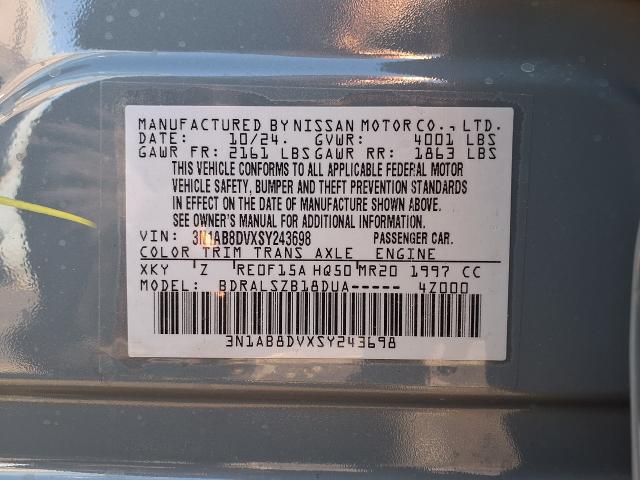 MANUFACTURED BY NISSAN MOTOR CO., LTD.
DATE: 10/24. GVWR: 4001 LBS
GAWR FR: 2161 LBS GAWR RR: 1863 LBS
THIS VEHICLE CONFORMS TO ALL APPLICABLE FEDERAL MOTOR
VEHICLE SAFETY, BUMPER AND THEFT PREVENTION STANDARDS
IN EFFECT ON THE DATE OF MANUFACTURE SHOWN ABOVE.
SEE OWNER'S MANUAL FOR ADDITIONAL INFORMATION.
VIN: 3N1AB8DVXSY243698 PASSENGER CAR.
COLOR TRIM TRANS AXLE ENGINE
XKY Z RE0F15A HQ50 MR20 1997 CC
MODEL: BDRALSZB18DUA----- 4Z000
3N1AB8DVXSY243698